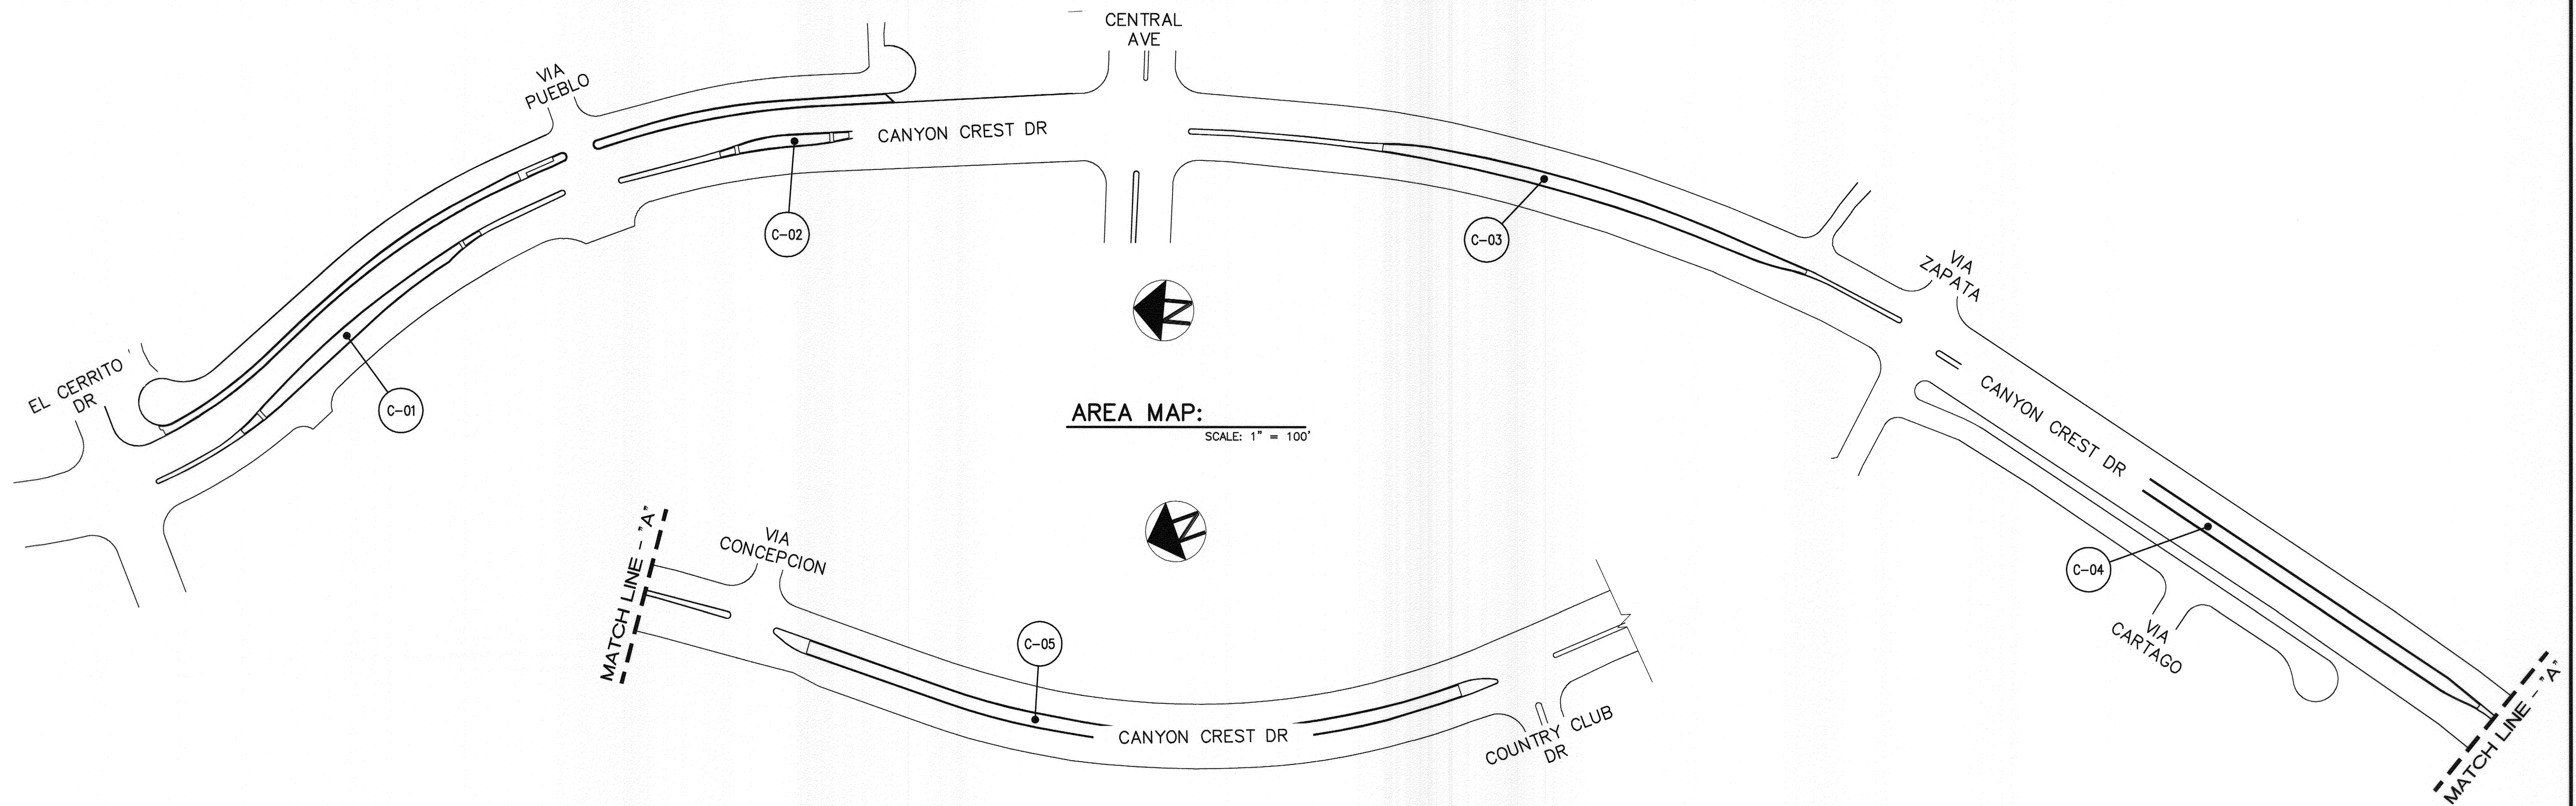 CENTRAL
AVE
VIA
PUEBLO
CANYON CREST DR
C-02
C-03
VIA
ZAPATA
EL CERRITO
DR
C-01
N
CANYON CREST DR
AREA MAP:
SCALE: 1" = 100'
MATCH LINE - "A"
VIA
CONCEPCION
N
C-04
C-05
VIA
CARTAGO
CANYON CREST DR
COUNTRY CLUB
DR
MATCH LINE - "A"